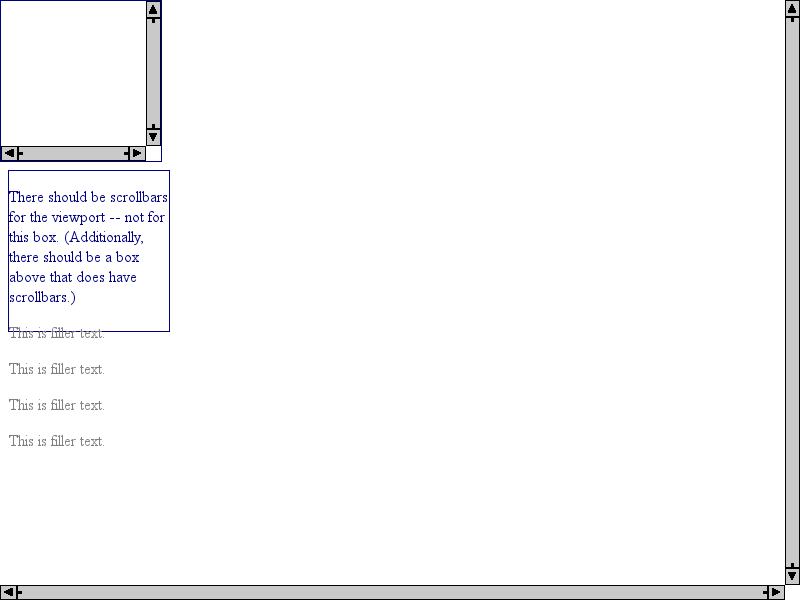 There should be scrollbars
for the viewport -- not for
this box. (Additionally,
there should be a box
above that does have
scrollbars.)
This is filler text.
This is filler text.
This is filler text.
This is filler text.